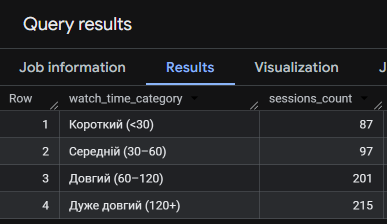 Query results
Job information Results Visualization J
Row watch_time_category sessions_count
1 Короткий (<30) 87
2 Середній (30–60) 97
3 Довгий (60–120) 201
4 Дуже довгий (120+) 215